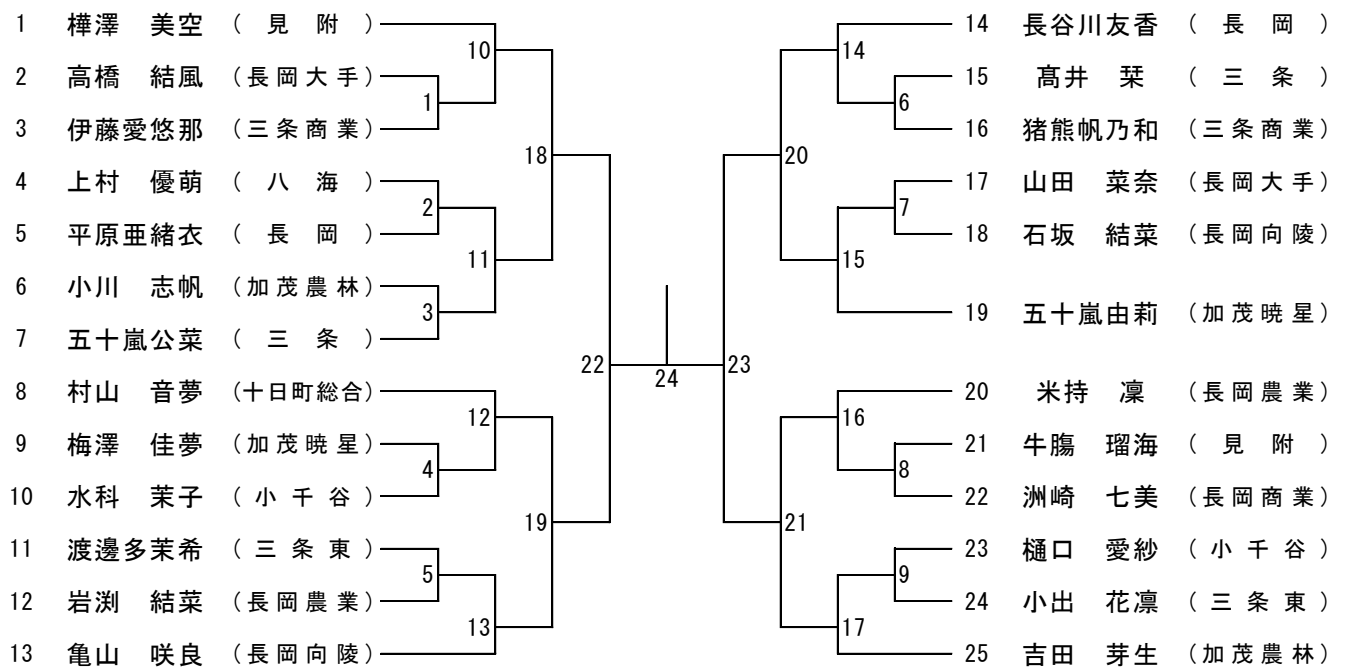 1 樺澤 美空 ( 見 附 )
2 高橋 結風 (長岡大手)
3 伊藤愛悠那 (三条商業)
4 上村 優萌 ( 八 海 )
5 平原亜緒衣 ( 長 岡 )
6 小川 志帆 (加茂農林)
7 五十嵐公菜 ( 三 条 )
8 村山 音夢 (十日町総合)
9 梅澤 佳夢 (加茂暁星)
10 水科 茉子 (小千谷)
11 渡邊多茉希 (三条東)
12 岩渕 結菜 (長岡農業)
13 亀山 咲良 (長岡向陵)
10
1
18
2
11
3
22
12
4
19
5
13
24
14
6
20
7
15
23
16
8
21
9
17
14 長谷川友香 ( 長 岡 )
15 髙井 栞 ( 三 条 )
16 猪熊帆乃和 (三条商業)
17 山田 菜奈 (長岡大手)
18 石坂 結菜 (長岡向陵)
19 五十嵐由莉 (加茂暁星)
20 米持 凜 (長岡農業)
21 牛膓 瑠海 ( 見 附 )
22 洲崎 七美 (長岡商業)
23 樋口 愛紗 (小千谷)
24 小出 花凛 (三条東)
25 吉田 芽生 (加茂農林)